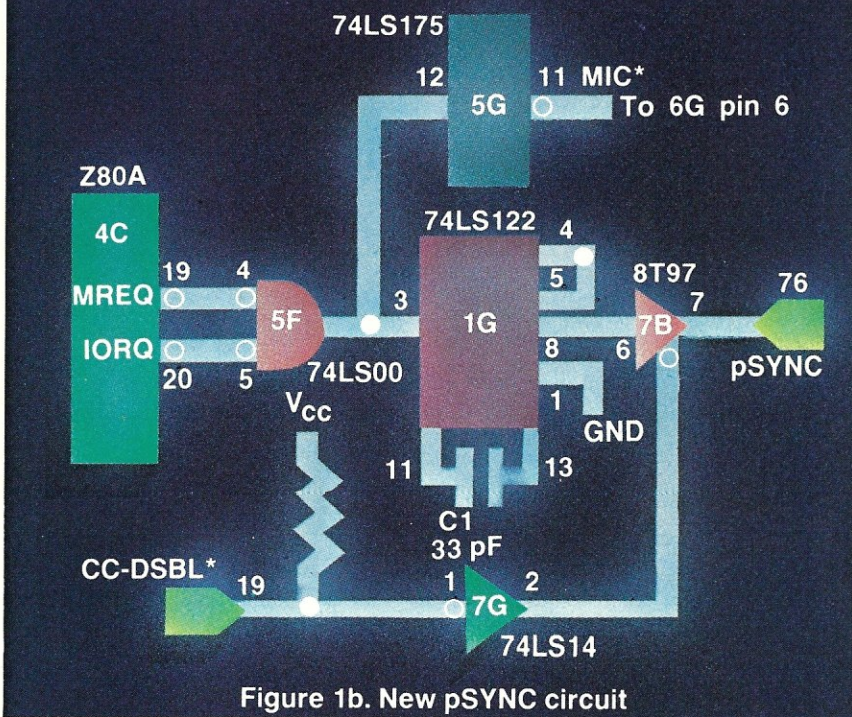 74LS175
12
5G
11 MIC*
To 6G pin 6
Z80A
4C
MREQ
19
4
IORQ
20
5
5F
74LS00
74LS122
3
1G
4
5
8
1
GND
8T97
7B
6
7
76
pSYNC
VCC
11
13
C1
33 pF
CC-DSBL*
19
1
7G
2
74LS14
Figure 1b. New pSYNC circuit